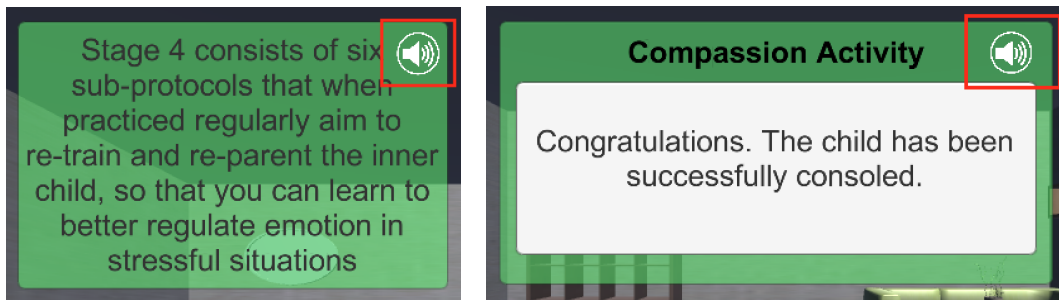 Stage 4 consists of six
sub-protocols that when
practiced regularly aim to
re-train and re-parent the inner
child, so that you can learn to
better regulate emotion in
stressful situations
Compassion Activity
Congratulations. The child has been
successfully consoled.